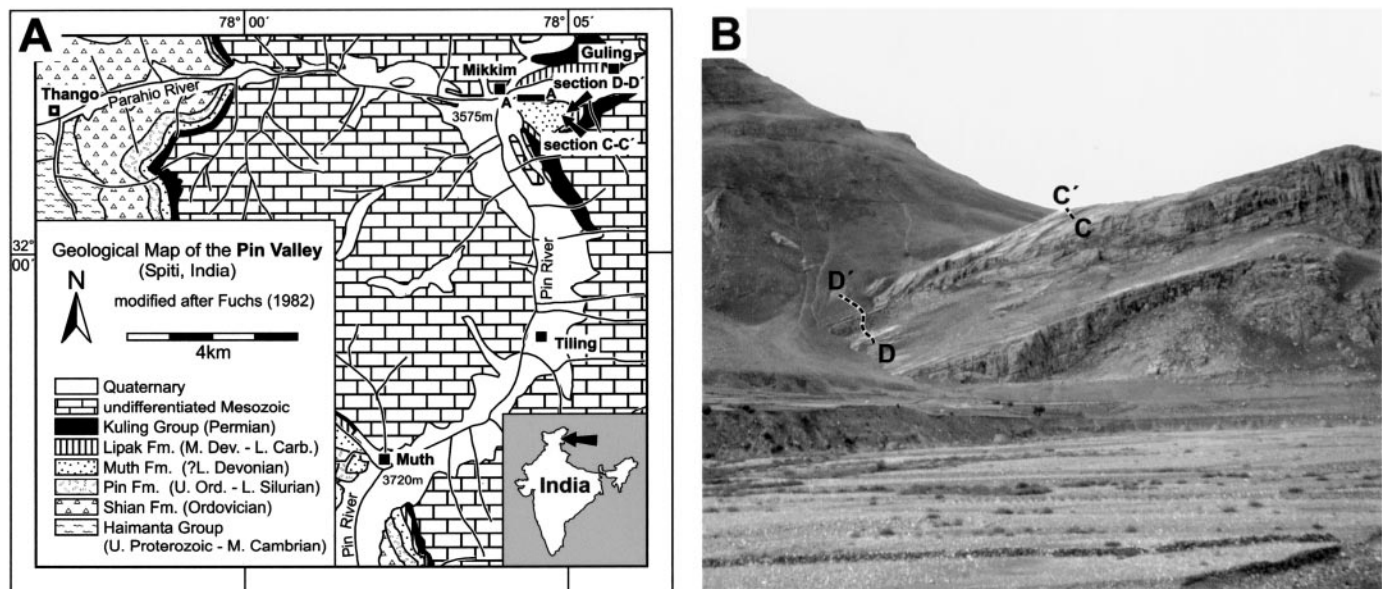 A
78° 00′
78° 05′
Guling
Mikkim
section D-D′
Thango
Parahio River
A′
A
3575m
section C-C′
32°
00′
Geological Map of the Pin Valley
(Spiti, India)
N
modified after Fuchs (1982)
4km
Pin River
Tiling
Quaternary
undifferentiated Mesozoic
Kuling Group (Permian)
Lipak Fm. (M. Dev. - L. Carb.)
Muth Fm. (?L. Devonian)
Pin Fm. (U. Ord. - L. Silurian)
Shian Fm. (Ordovician)
Haimanta Group
(U. Proterozoic - M. Cambrian)
Muth
3720m
Pin River
India
B
C′
C
D′
D